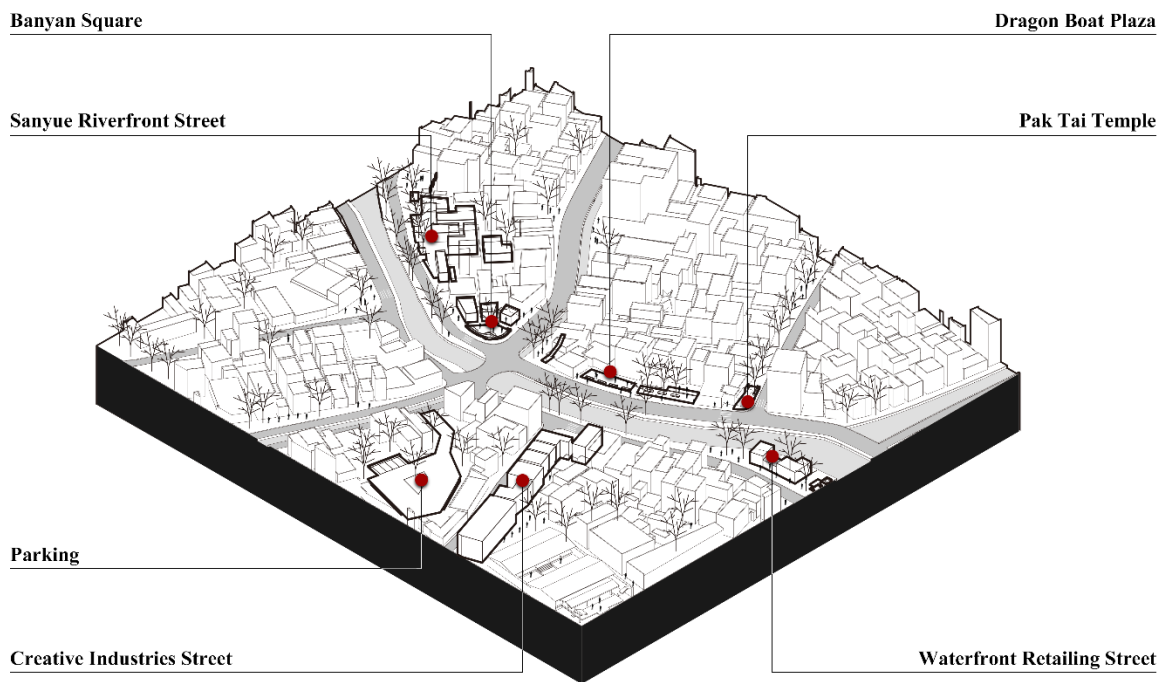 Banyan Square
Dragon Boat Plaza
Sanyue Riverfront Street
Pak Tai Temple
Parking
Creative Industries Street
Waterfront Retailing Street